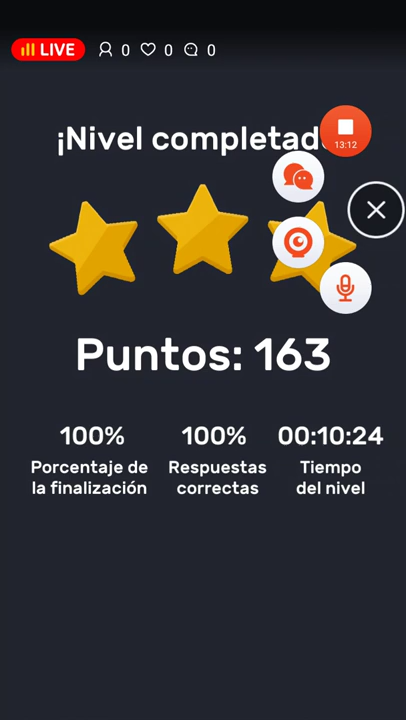 LIVE 0 0 0
¡Nivel completad
13:12
Puntos: 163
100% 100% 00:10:24
Porcentaje de Respuestas Tiempo
la finalización correctas del nivel